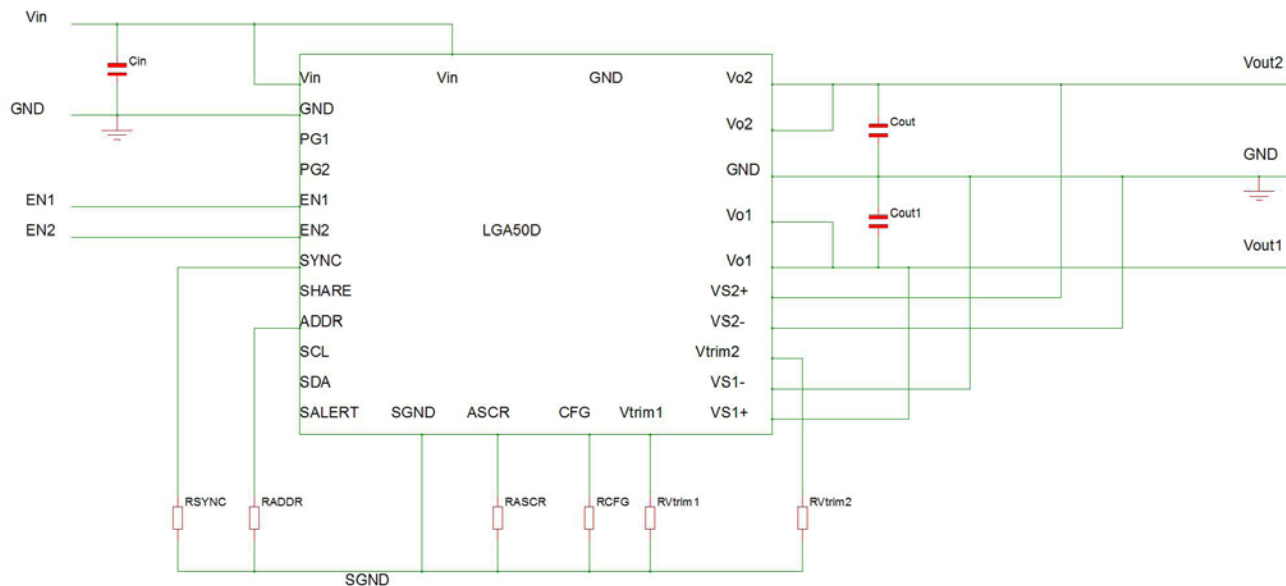 Vin
Cin
Vin
Vin
GND
Vo2
Vout2
GND
GND
PG1
Vo2
Cout
PG2
GND
GND
EN1
EN1
Vo1
Cout1
EN2
EN2
LGA50D
Vout1
SYNC
Vo1
SHARE
VS2+
ADDR
VS2-
SCL
Vtrim2
SDA
VS1-
SALERT
SGND
ASCR
CFG
Vtrim1
VS1+
RSYNC
RADDR
RASCR
RCFG
RVtrim1
RVtrim2
SGND